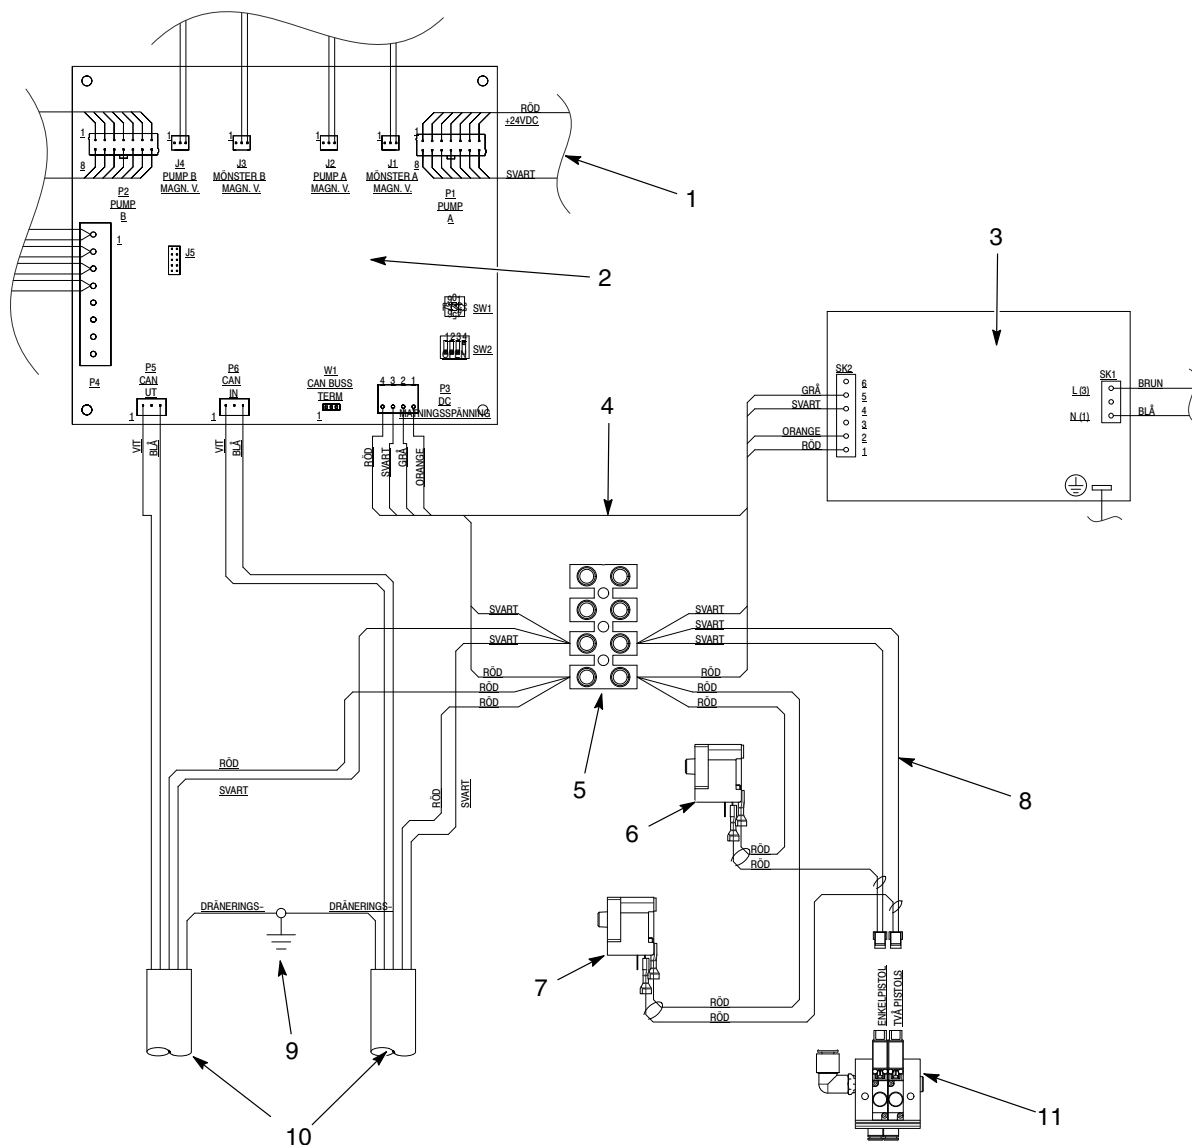 RÖD
+24VDC
SVART
1
8
1
1
1
1
1
8
J4
PUMP B
MAGN. V.
J3
MÖNSTER B
MAGN. V.
J2
PUMP A
MAGN. V.
J1
MÖNSTER A
MAGN. V.
P2
PUMP
B
P1
PUMP
A
1
J5
1
2
3
SW1
1234
SW2
P4
P5
CAN
UT
1
P6
CAN
IN
1
W1
CAN BUSS
TERM
1
4 3 2 1
P3
DC
MATNINGSSPÄNNING
SK2
6
5
4
3
2
1
GRÅ
SVART
ORANGE
RÖD
SK1
L (3)
N (1)
BRUN
BLÅ
VIT
BLÅ
VIT
BLÅ
RÖD
SVART
GRÅ
ORANGE
4
SVART
SVART
RÖD
RÖD
RÖD
SVART
SVART
SVART
RÖD
RÖD
RÖD
5
RÖD
SVART
RÖD
SVART
6
7
8
RÖD
RÖD
RÖD
RÖD
DRÄNERINGS-
DRÄNERINGS-
9
10
ENKELPISTOL
TVÅ PISTOLS
11